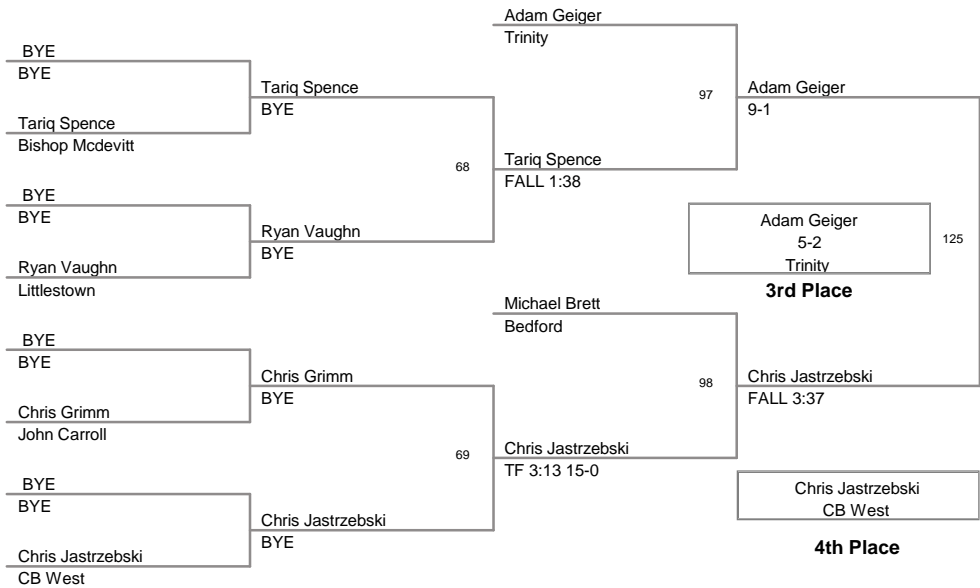 Adam Geiger
Trinity
BYE
BYE
Tariq Spence
BYE
97
Adam Geiger
9-1
Tariq Spence
Bishop Mcdevitt
68
Tariq Spence
FALL 1:38
BYE
BYE
Ryan Vaughn
BYE
Adam Geiger
5-2
Trinity
125
3rd Place
Ryan Vaughn
Littlestown
Michael Brett
Bedford
BYE
BYE
Chris Grimm
BYE
98
Chris Jastrzebski
FALL 3:37
Chris Grimm
John Carroll
69
Chris Jastrzebski
TF 3:13 15-0
BYE
BYE
Chris Jastrzebski
BYE
Chris Jastrzebski
CB West
4th Place
Chris Jastrzebski
CB West